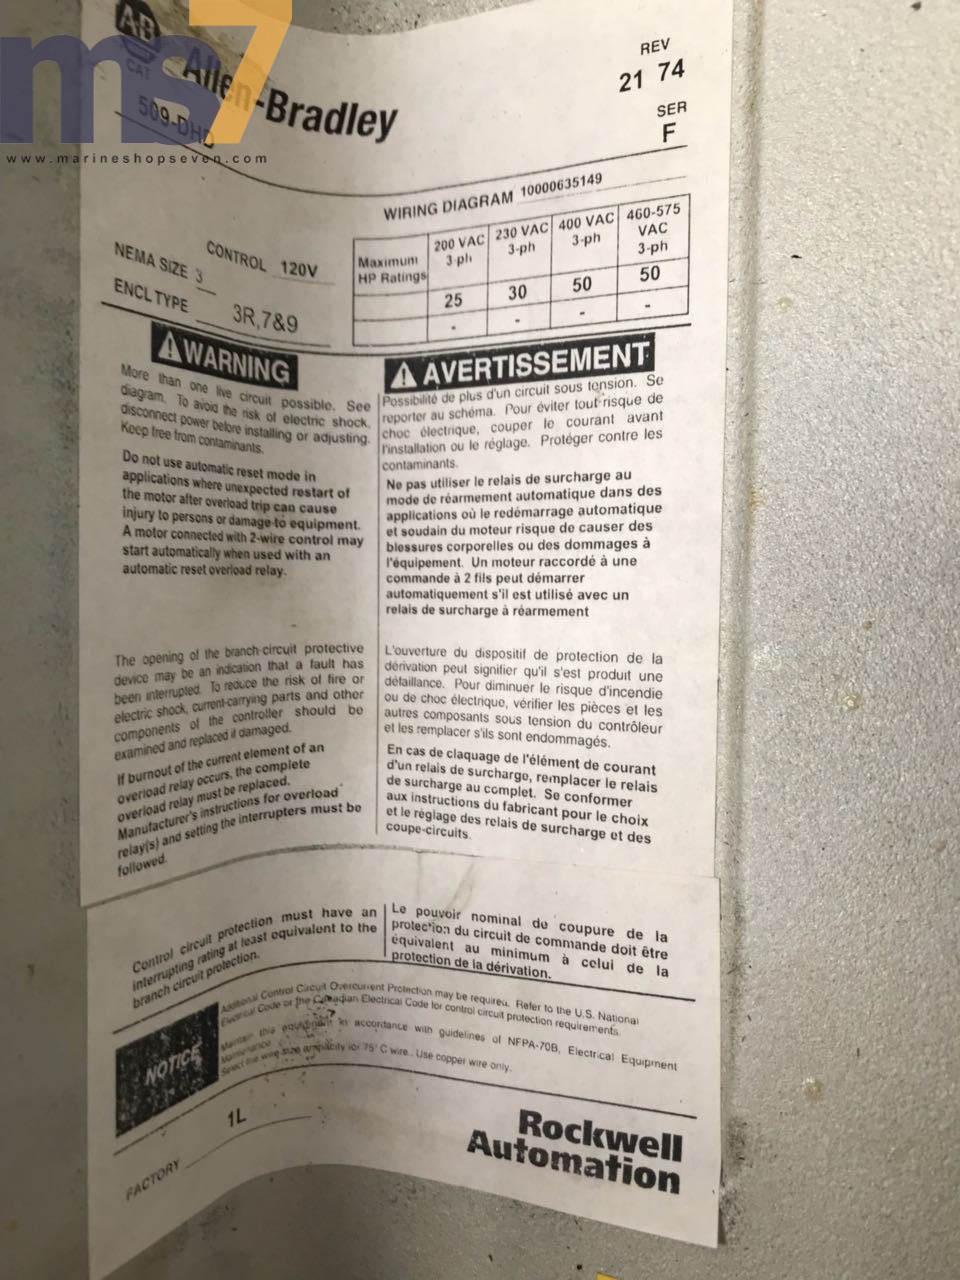 ms7
www.marineshopseven.com
A-B
Allen-Bradley
REV
21 74
SER
F
CAT
509-DHD
WIRING DIAGRAM 10000635149
CONTROL 120V
NEMA SIZE 3
ENCL TYPE 3R,7&9
Maximum HP Ratings
200 VAC 3-ph
230 VAC 3-ph
400 VAC 3-ph
460-575 VAC 3-ph
25 30 50 50
- - - -
WARNING
More than one live circuit possible. See
diagram. To avoid the risk of electric shock,
disconnect power before installing or adjusting.
Keep free from contaminants.
Do not use automatic reset mode in
applications where unexpected restart of
the motor after overload trip can cause
injury to persons or damage to equipment.
A motor connected with 2-wire control may
start automatically when used with an
automatic reset overload relay.
The opening of the branch-circuit protective
device may be an indication that a fault has
been interrupted. To reduce the risk of fire or
electric shock, current-carrying parts and other
components of the controller should be
examined and replaced if damaged.
If burnout of the current element of an
overload relay occurs, the complete
overload relay must be replaced.
Manufacturer's instructions for overload
relay(s) and setting the interrupters must be
followed.
AVERTISSEMENT
Possibilité de plus d'un circuit sous tension. Se
reporter au schéma. Pour éviter tout risque de
choc électrique, couper le courant avant
l'installation ou le réglage. Protéger contre les
contaminants.
Ne pas utiliser le relais de surcharge au
mode de réarmement automatique dans des
applications où le redémarrage automatique
et soudain du moteur risque de causer des
blessures corporelles ou des dommages à
l'équipement. Un moteur raccordé à une
commande à 2 fils peut démarrer
automatiquement s'il est utilisé avec un
relais de surcharge à réarmement
L'ouverture du dispositif de protection de la
dérivation peut signifier qu'il s'est produit une
défaillance. Pour diminuer le risque d'incendie
ou de choc électrique, vérifier les pièces et les
autres composants sous tension du contrôleur
et les remplacer s'ils sont endommagés.
En cas de claquage de l'élément de courant
d'un relais de surcharge, remplacer le relais
de surcharge au complet. Se conformer
aux instructions du fabricant pour le choix
et le réglage des relais de surcharge et des
coupe-circuits.
Control circuit protection must have an
interrupting rating at least equivalent to the
branch circuit protection.
Le pouvoir nominal de coupure de la
protection du circuit de commande doit être
équivalent au minimum à celui de la
protection de la dérivation.
NOTICE
Additional Control Circuit Overcurrent Protection may be required. Refer to the U.S. National
Electrical Code or the Canadian Electrical Code for control circuit protection requirements.
Maintain this equipment in accordance with guidelines of NFPA-70B, Electrical Equipment
Maintenance
Select the wire size ampacity for 75° C wire. Use copper wire only.
FACTORY 1L
Rockwell
Automation